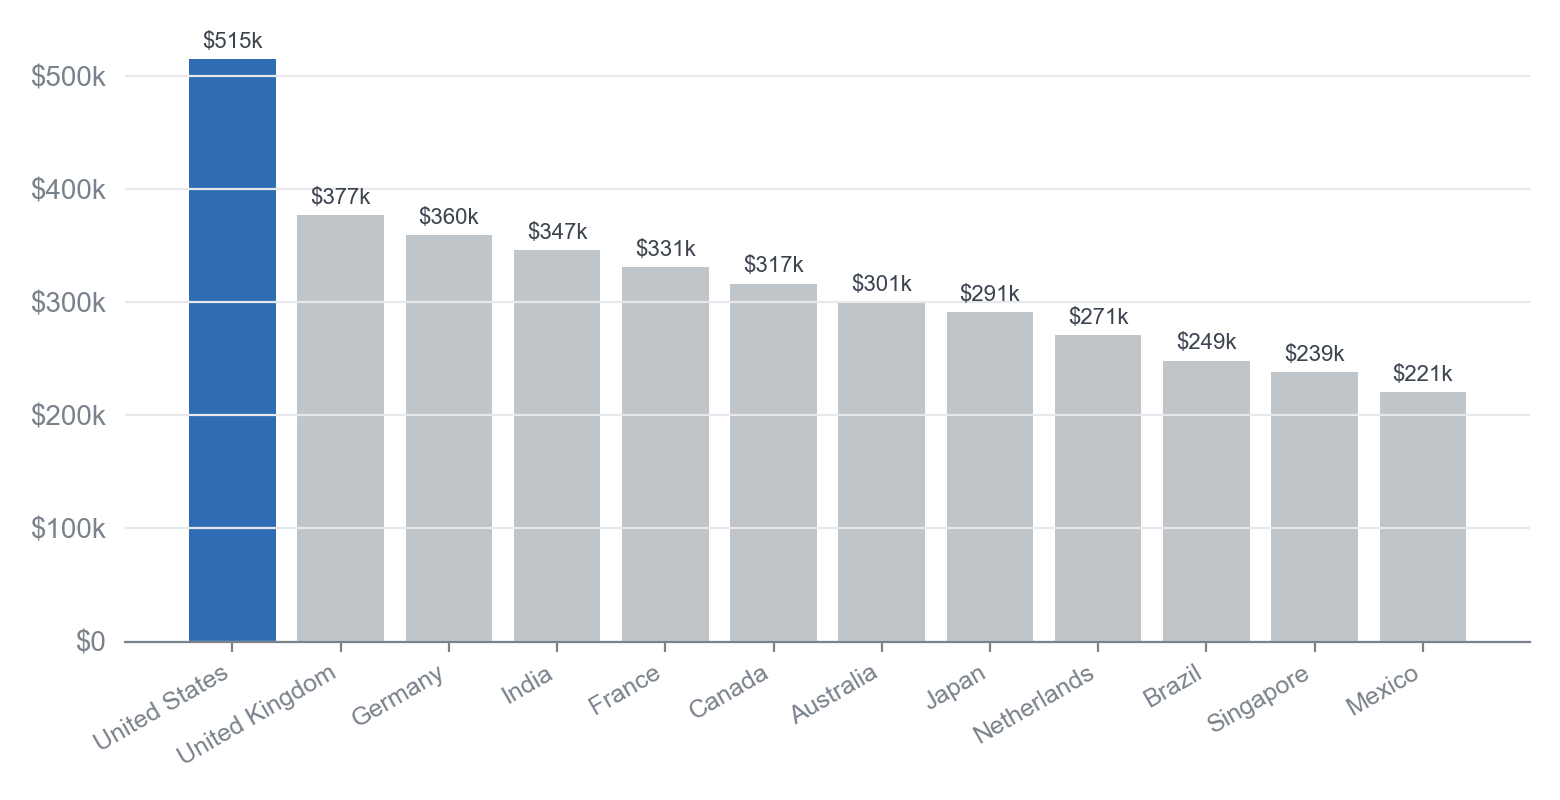 $515k
$500k
$400k
$377k
$360k
$347k
$331k
$317k
$301k
$291k
$300k
$271k
$249k
$239k
$221k
$200k
$100k
$0
United States
United Kingdom
Germany
India
France
Canada
Australia
Japan
Netherlands
Brazil
Singapore
Mexico